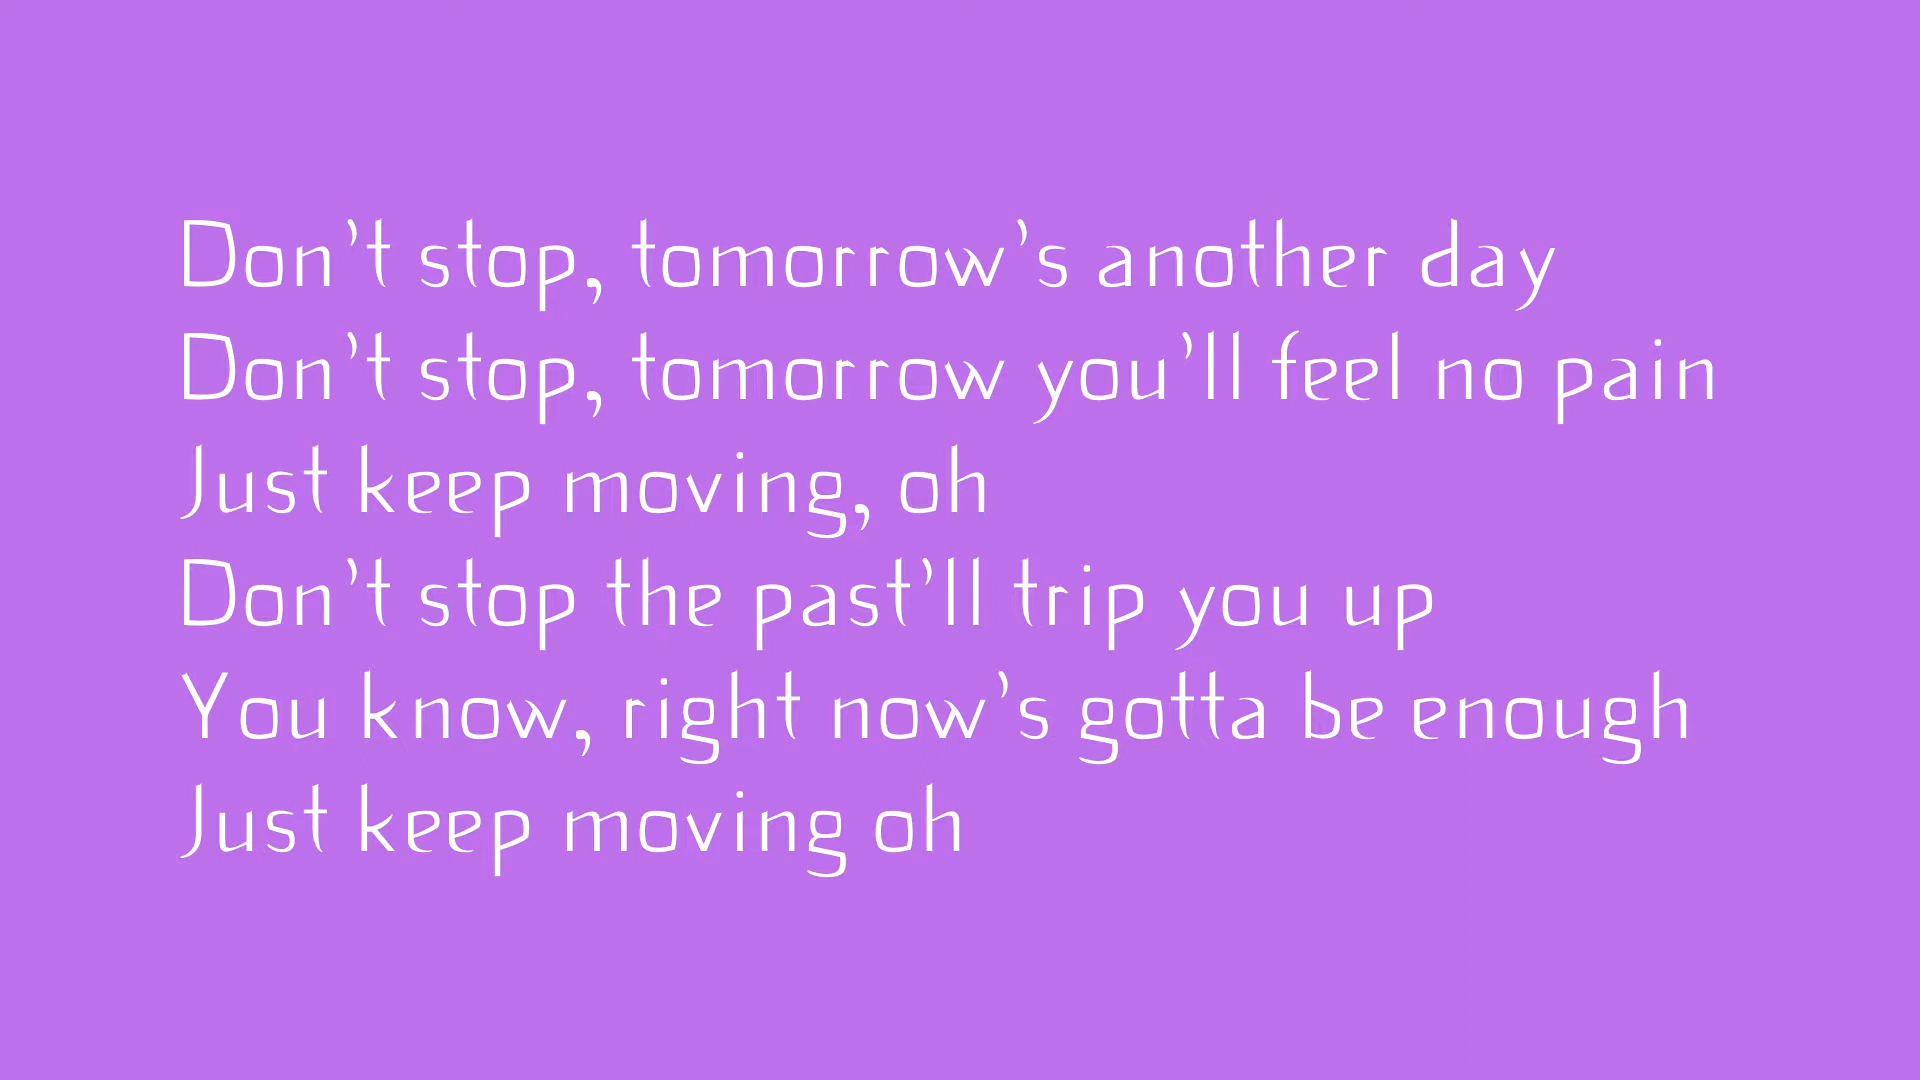 Don't stop, tomorrow's another day
Don't stop, tomorrow you'll feel no pain
Just keep moving, oh
Don't stop the past'll trip you up
You know, right now's gotta be enough
Just keep moving oh